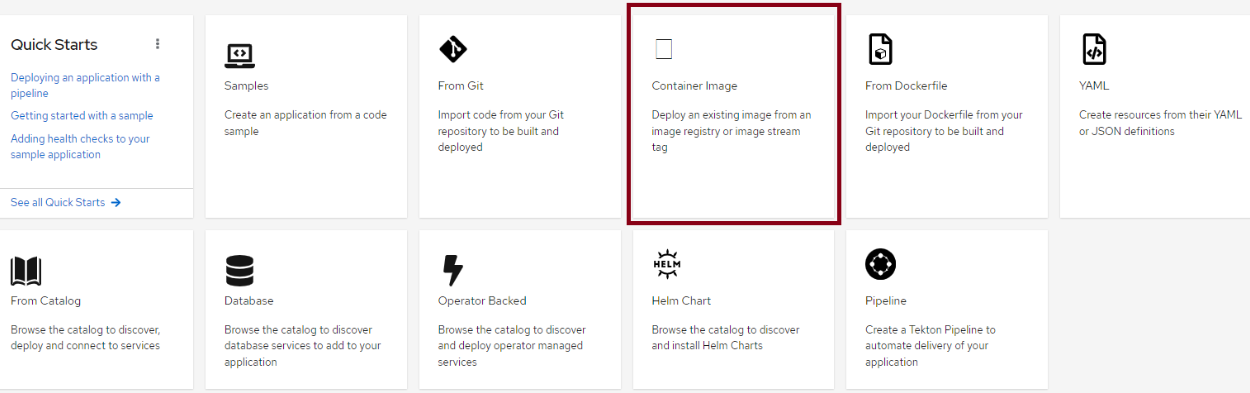 Quick Starts
Deploying an application with a
pipeline
Getting started with a sample
Adding health checks to your
sample application
See all Quick Starts
Samples
Create an application from a code
sample
From Git
Import code from your Git
repository to be built and
deployed
Container Image
Deploy an existing image from an
image registry or image stream
tag
From Dockerfile
Import your Dockerfile from your
Git repository to be built and
deployed
YAML
Create resources from their YAML
or JSON definitions
From Catalog
Browse the catalog to discover,
deploy and connect to services
Database
Browse the catalog to discover
database services to add to your
application
Operator Backed
Browse the catalog to discover
and deploy operator managed
services
HELM
Helm Chart
Browse the catalog to discover
and install Helm Charts
Pipeline
Create a Tekton Pipeline to
automate delivery of your
application